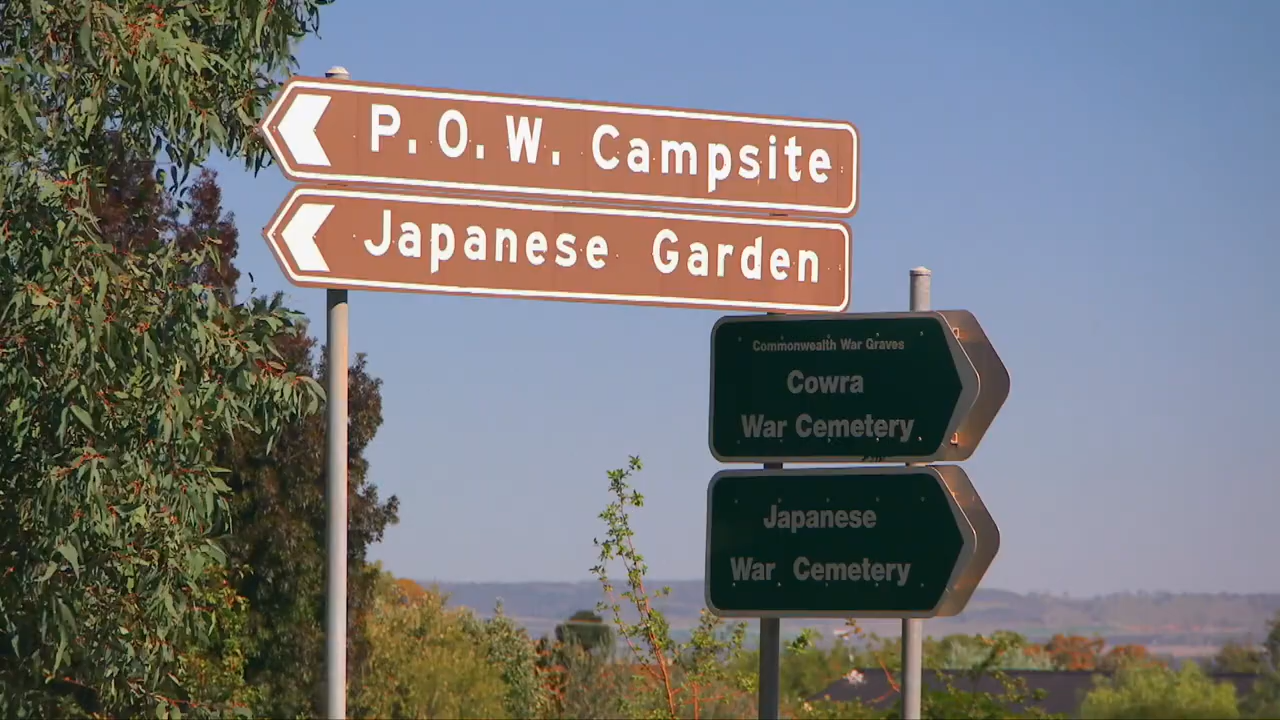 P. O. W. Campsite
Japanese Garden
Commonwealth War Graves
Cowra
War Cemetery
Japanese
War Cemetery